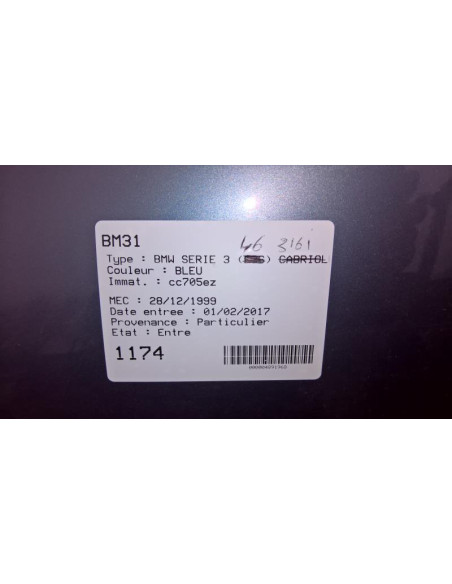 BM31 46 316i
Type : BMW SERIE 3 ( ) CABRIOL
Couleur : BLEU
Immat. : cc705ez
MEC : 28/12/1999
Date entree : 01/02/2017
Provenance : Particulier
Etat : Entre
1174